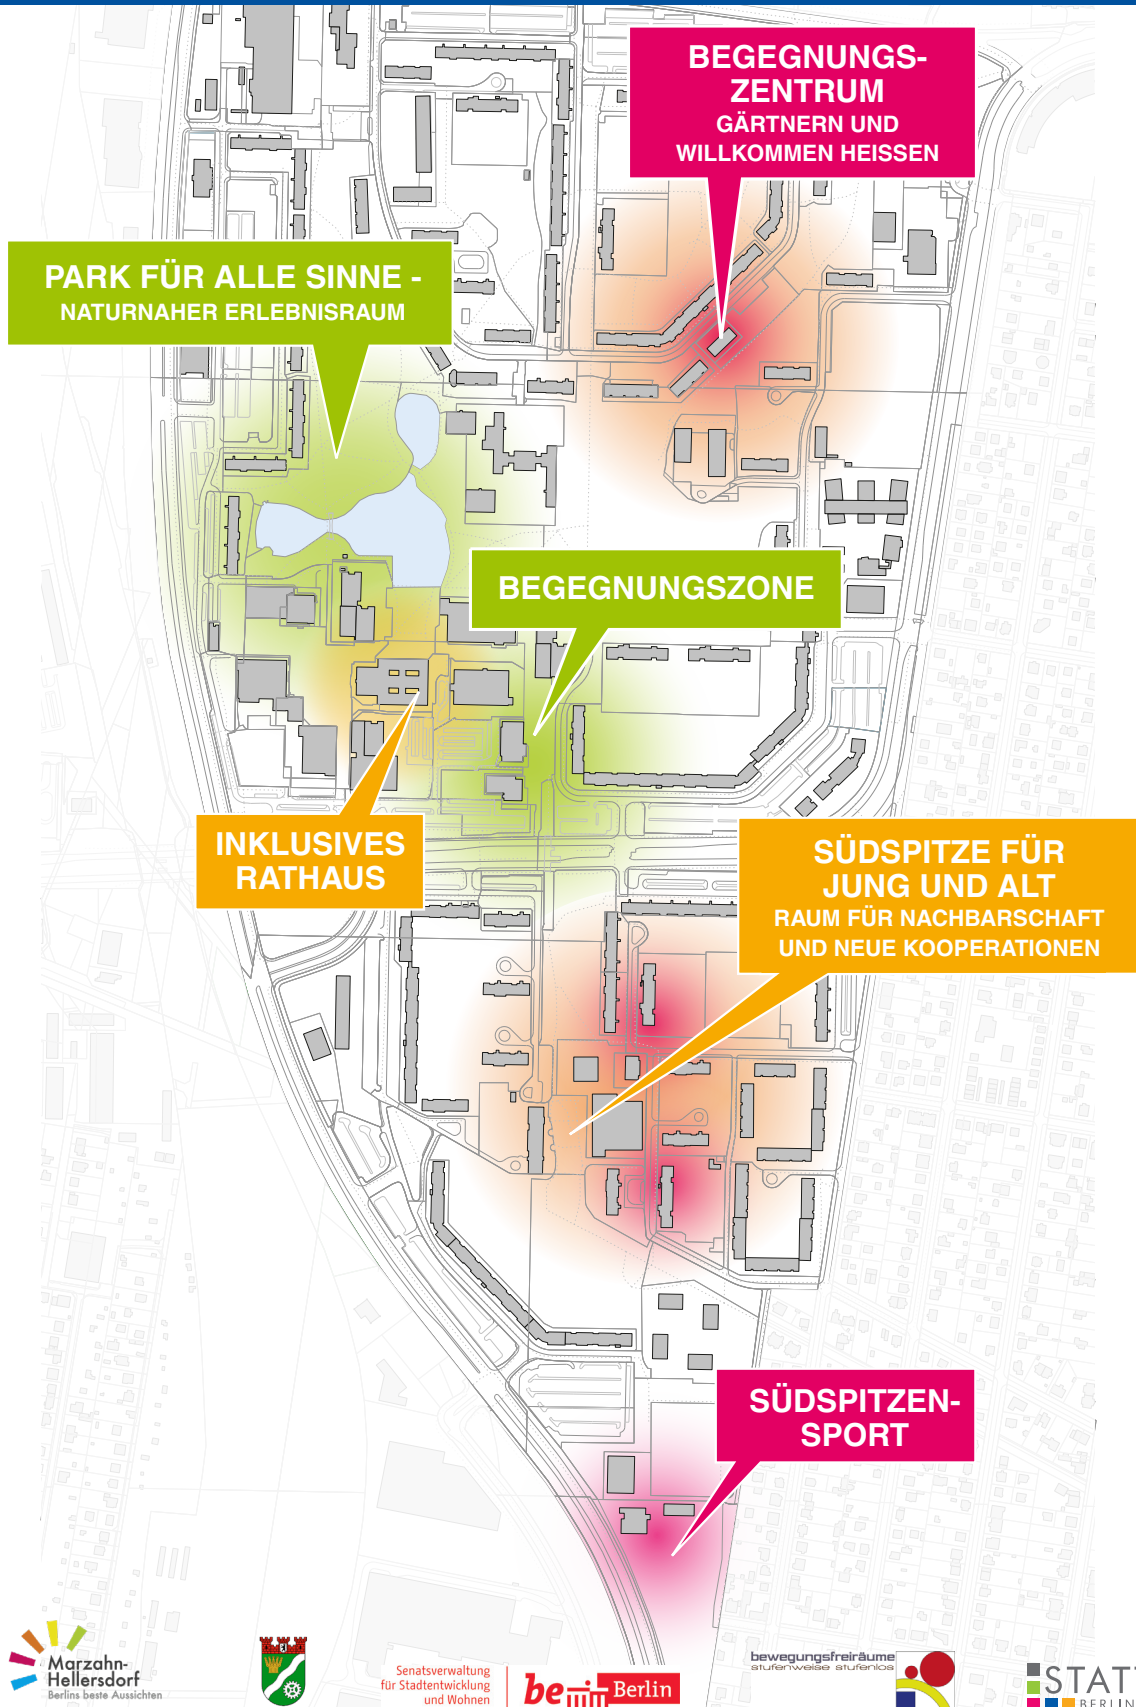 BEGEGNUNGS-
ZENTRUM
GÄRTNERN UND
WILLKOMMEN HEISSEN
PARK FÜR ALLE SINNE -
NATURNAHER ERLEBNISRAUM
BEGEGNUNGSZONE
INKLUSIVES
RATHAUS
SÜDSPITZE FÜR
JUNG UND ALT
RAUM FÜR NACHBARSCHAFT
UND NEUE KOOPERATIONEN
SÜDSPITZEN-
SPORT
Marzahn-
Hellersdorf
Berlins beste Aussichten
Senatsverwaltung
für Stadtentwicklung
und Wohnen
be Berlin
bewegungsfreiräume
stufenweise stufenlos
STATT
BERLIN